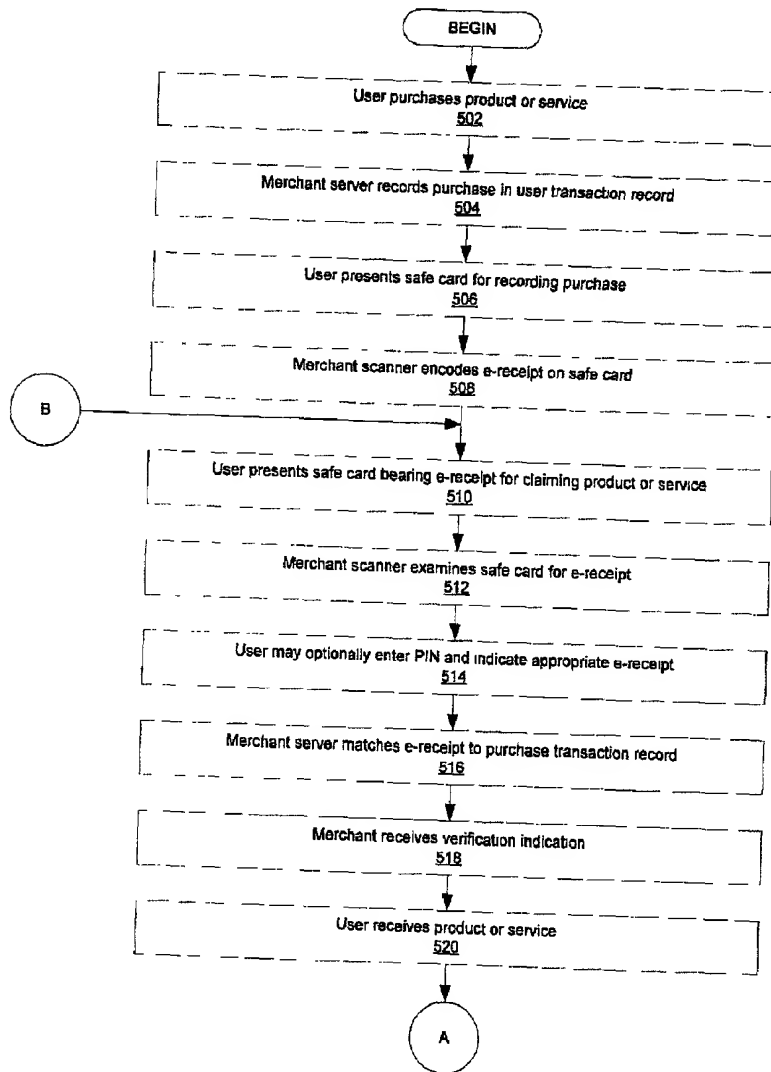 BEGIN
User purchases product or service
502
Merchant server records purchase in user transaction record
504
User presents safe card for recording purchase
506
Merchant scanner encodes e-receipt on safe card
508
B
User presents safe card bearing e-receipt for claiming product or service
510
Merchant scanner examines safe card for e-receipt
512
User may optionally enter PIN and indicate appropriate e-receipt
514
Merchant server matches e-receipt to purchase transaction record
516
Merchant receives verification indication
518
User receives product or service
520
A